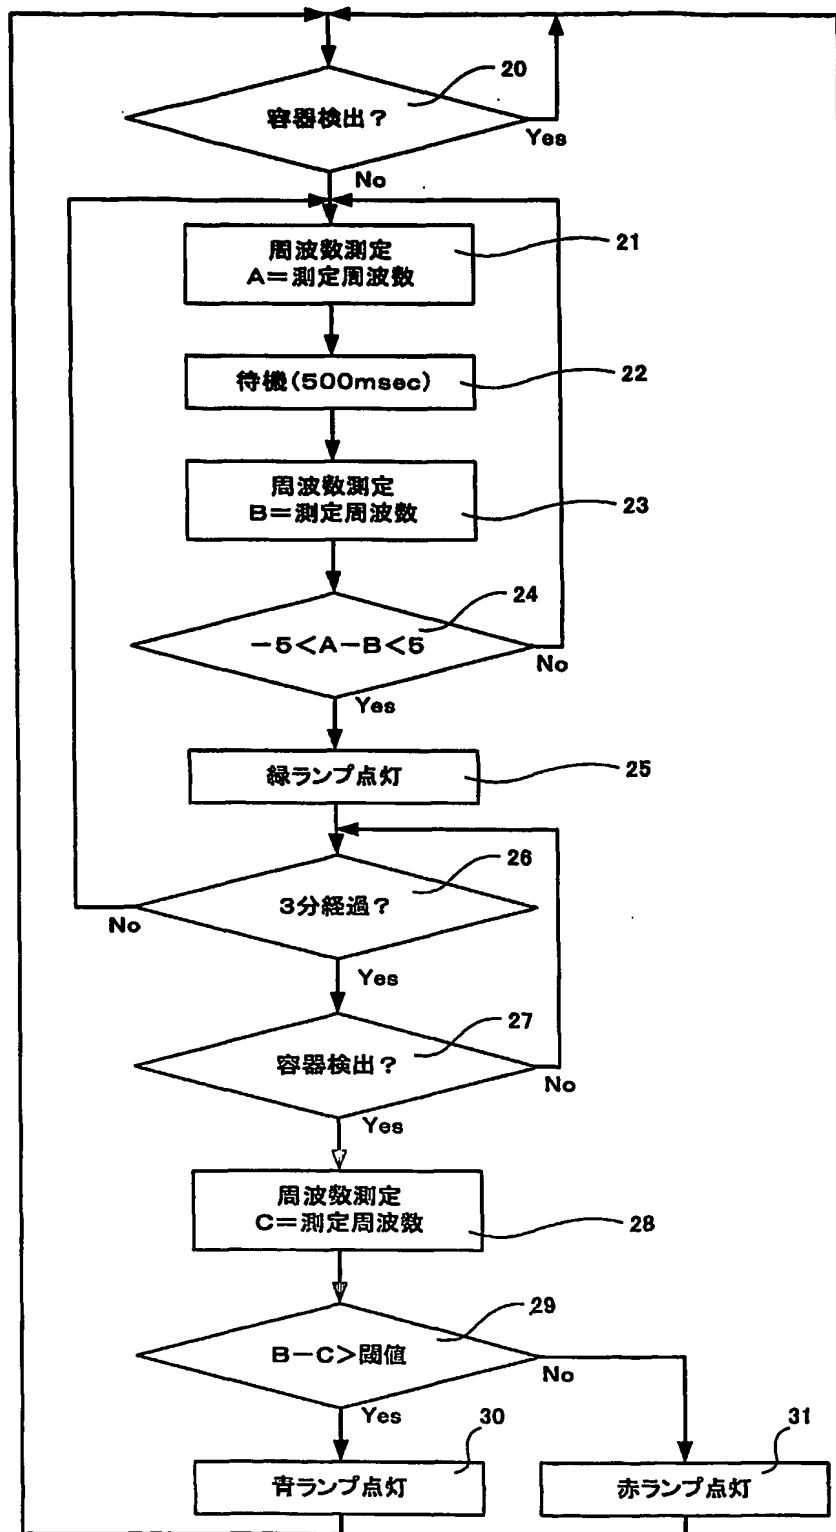 20
容器検出?
Yes
No
周波数測定
A=測定周波数
21
待機(500msec)
22
周波数測定
B=測定周波数
23
24
-5<A-B<5
No
Yes
緑ランプ点灯
25
26
3分経過?
No
Yes
27
容器検出?
No
Yes
周波数測定
C=測定周波数
28
29
B-C>閾値
No
Yes
30
31
青ランプ点灯
赤ランプ点灯